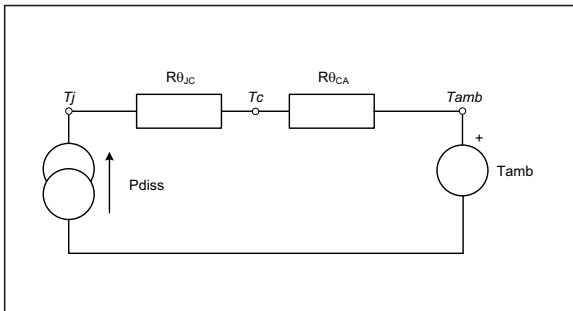 RθJC
RθCA
Tj
Tc
Tamb
+
Pdiss
Tamb